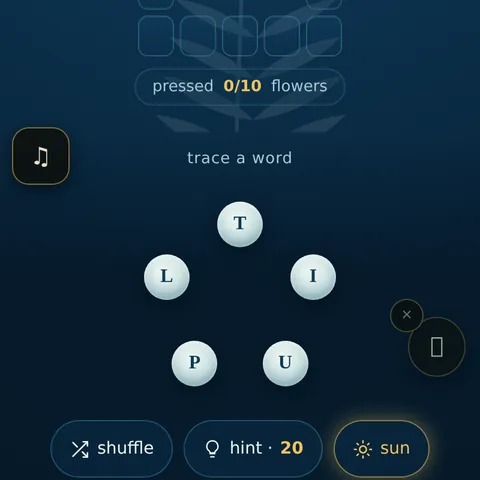 pressed 0/10 flowers
trace a word
T
L I
P U
shuffle hint · 20 sun